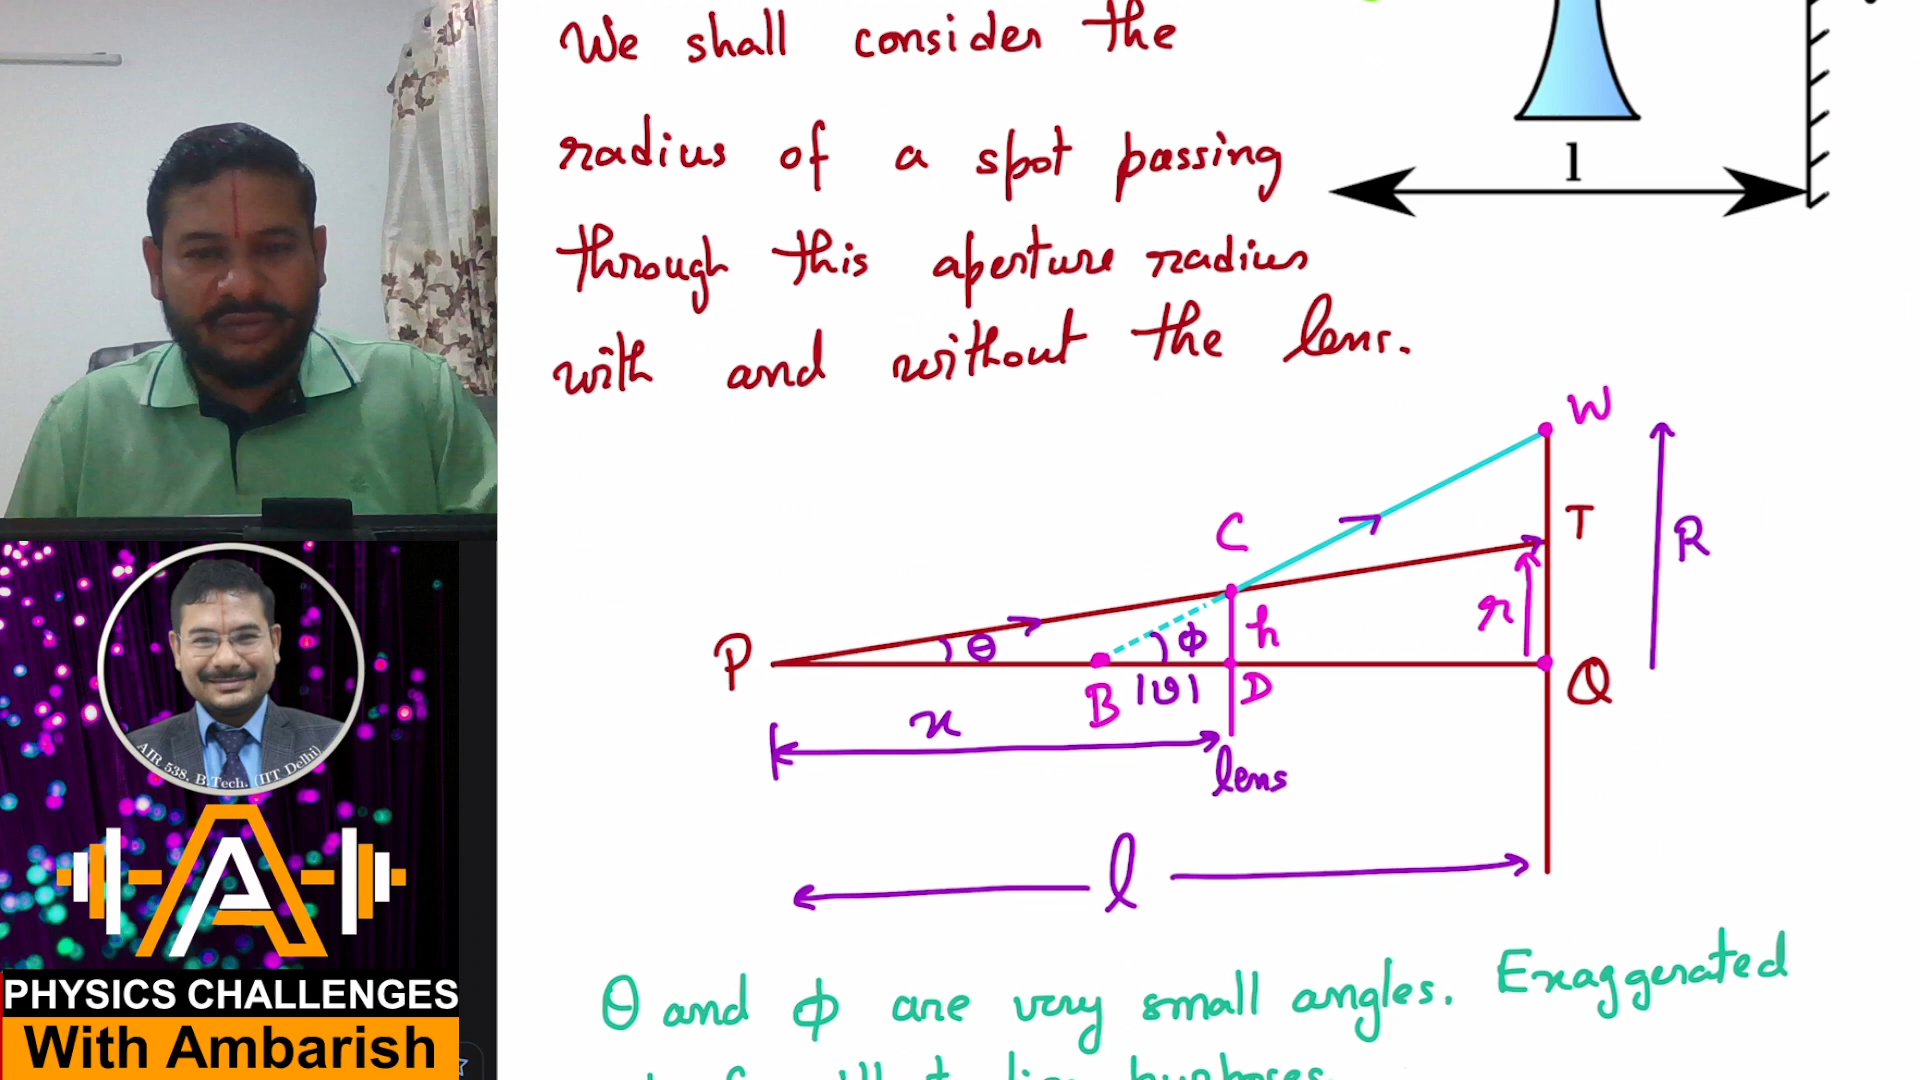 We shall consider the
radius of a spot passing
through this aperture radius
with and without the lens.
l
W
T
R
C
r
h
P
θ
ϕ
Q
B
|v|
D
x
lens
l
θ and ϕ are very small angles. Exaggerated
AIR 538, B.Tech. (IIT Delhi)
A
PHYSICS CHALLENGES
With Ambarish